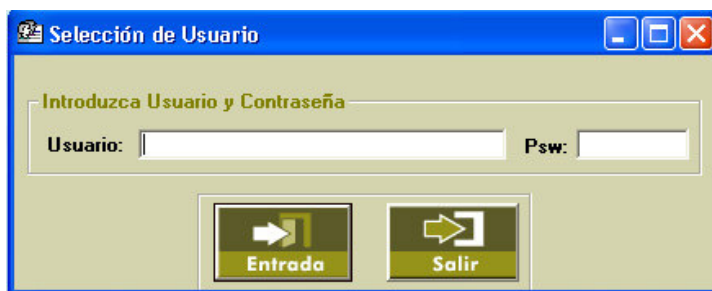 Selección de Usuario
Introduzca Usuario y Contraseña
Usuario: Psw:
Entrada Salir